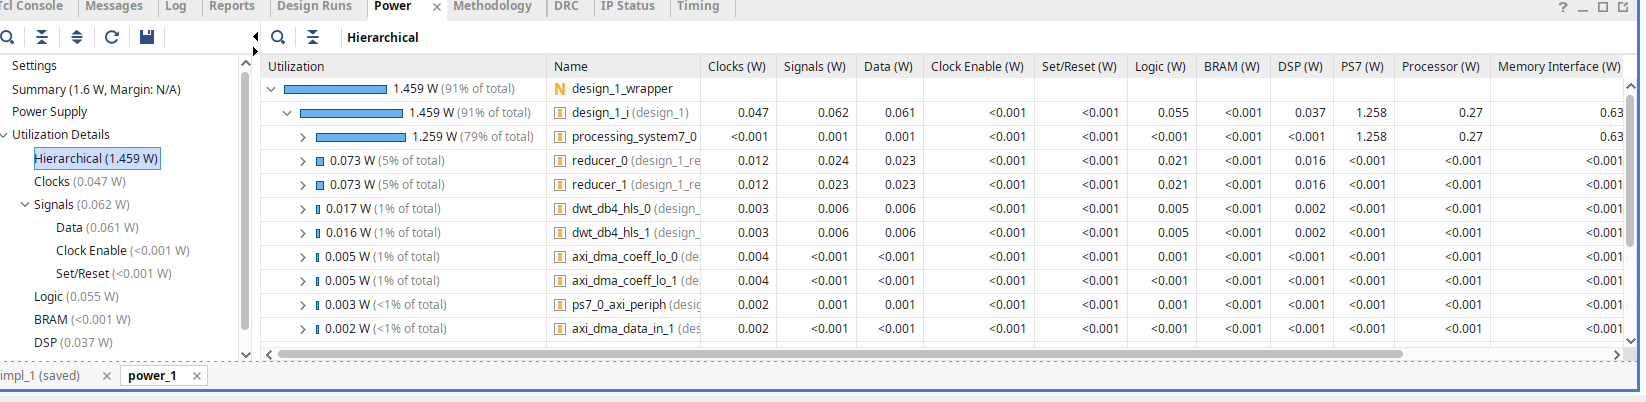 Tcl Console Messages Log Reports Design Runs Power × Methodology DRC IP Status Timing ?
Hierarchical
Settings
Summary (1.6 W, Margin: N/A)
Power Supply
Utilization Details
Hierarchical (1.459 W)
Clocks (0.047 W)
Signals (0.062 W)
Data (0.061 W)
Clock Enable (<0.001 W)
Set/Reset (<0.001 W)
Logic (0.055 W)
BRAM (<0.001 W)
DSP (0.037 W)
Utilization Name Clocks (W) Signals (W) Data (W) Clock Enable (W) Set/Reset (W) Logic (W) BRAM (W) DSP (W) PS7 (W) Processor (W) Memory Interface (W)
1.459 W (91% of total) N design_1_wrapper
1.459 W (91% of total) design_1_i (design_1) 0.047 0.062 0.061 <0.001 <0.001 0.055 <0.001 0.037 1.258 0.27 0.63
1.259 W (79% of total) processing_system7_0 <0.001 0.001 0.001 <0.001 <0.001 <0.001 <0.001 <0.001 1.258 0.27 0.63
0.073 W (5% of total) reducer_0 (design_1_re 0.012 0.024 0.023 <0.001 <0.001 0.021 <0.001 0.016 <0.001 <0.001 <0.001
0.073 W (5% of total) reducer_1 (design_1_re 0.012 0.023 0.023 <0.001 <0.001 0.021 <0.001 0.016 <0.001 <0.001 <0.001
0.017 W (1% of total) dwt_db4_hls_0 (design_ 0.003 0.006 0.006 <0.001 <0.001 0.005 <0.001 0.002 <0.001 <0.001 <0.001
0.016 W (1% of total) dwt_db4_hls_1 (design_ 0.003 0.006 0.006 <0.001 <0.001 0.005 <0.001 0.002 <0.001 <0.001 <0.001
0.005 W (1% of total) axi_dma_coeff_lo_0 (de 0.004 <0.001 <0.001 <0.001 <0.001 <0.001 <0.001 <0.001 <0.001 <0.001 <0.001
0.005 W (1% of total) axi_dma_coeff_lo_1 (de 0.004 <0.001 <0.001 <0.001 <0.001 <0.001 <0.001 <0.001 <0.001 <0.001 <0.001
0.003 W (<1% of total) ps7_0_axi_periph (desig 0.002 0.001 0.001 <0.001 <0.001 <0.001 <0.001 <0.001 <0.001 <0.001 <0.001
0.002 W (<1% of total) axi_dma_data_in_1 (des 0.002 <0.001 <0.001 <0.001 <0.001 <0.001 <0.001 <0.001 <0.001 <0.001 <0.001
impl_1 (saved) × power_1 ×